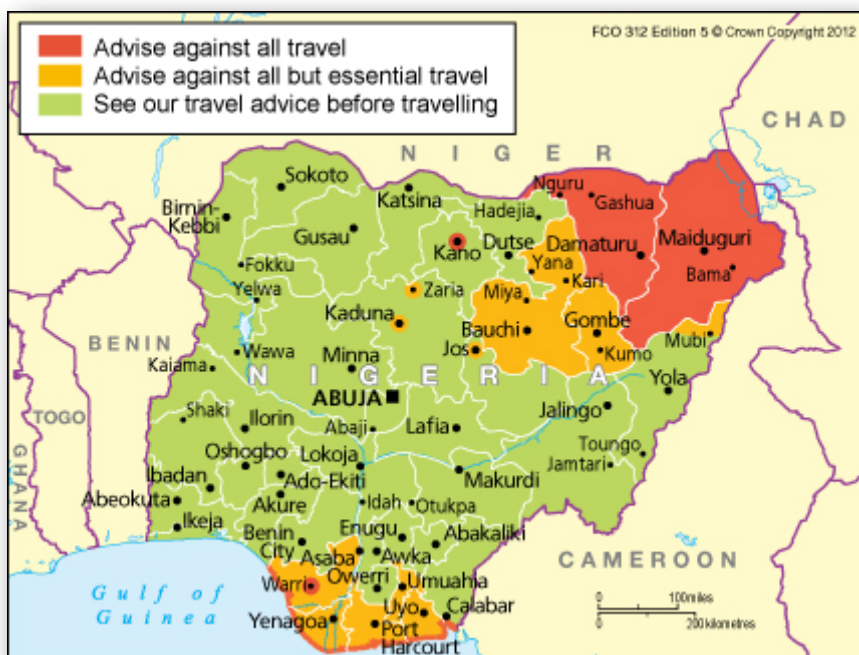 FCO 312 Edition 5 © Crown Copyright 2012
Advise against all travel
Advise against all but essential travel
See our travel advice before travelling
CHAD
NIGER
Sokoto
Katsina
Nguru
Gashua
Birnin-
Kebbi
Hadejia
Gusau
Kano
Dutse
Damaturu
Maiduguri
Fokku
Yana
Bama
Yelwa
Zaria
Miya
Kari
Kaduna
Bauchi
Gombe
Mubi
BENIN
Jos
Kumo
Wawa
Minna
Kaiama
NIGERIA
Yola
ABUJA
TOGO
Shaki
Ilorin
Abaji
Lafia
Jalingo
GHANA
Oshogbo
Lokoja
Toungo
Ibadan
Ado-Ekiti
Makurdi
Jamtari
Abeokuta
Akure
Idah
Otukpa
Ikeja
Benin
City
Enugu
Abakaliki
Asaba
Awka
CAMEROON
Gulf of
Guinea
Warri
Owerri
Umuahia
Uyo
Calabar
Yenagoa
Port
Harcourt
0 100miles
0 200kilometres